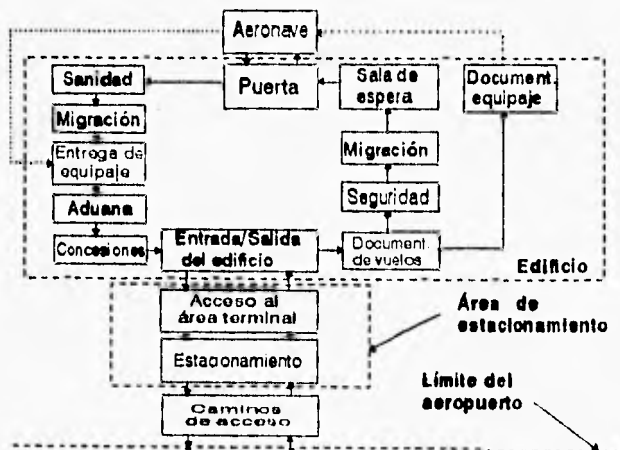 Aeronave
Puerta
Sanidad
Migración
Entrega de
equipaje
Aduana
Concesiones
Sala de
espera
Migración
Seguridad
Document.
de vuelos
Document.
equipaje
Entrada/Salida
del edificio
Edificio
Acceso al
área terminal
Estacionamiento
Área de
estacionamiento
Caminos
de acceso
Límite del
aeropuerto